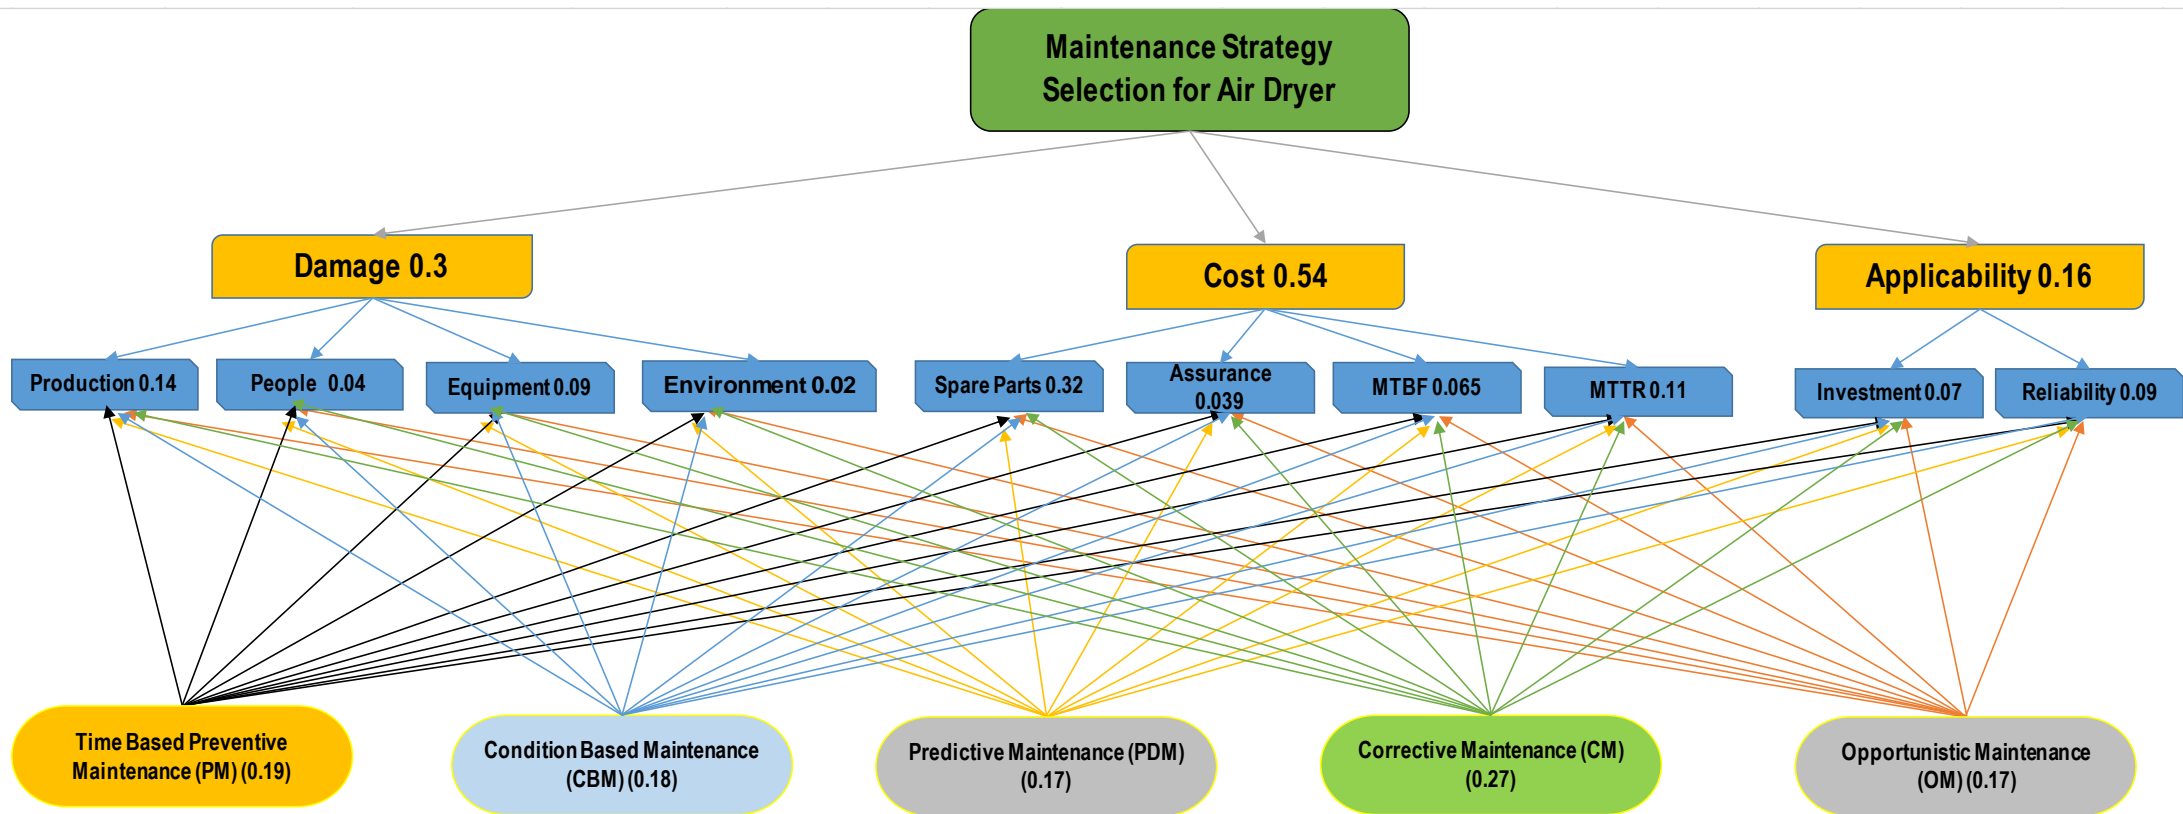 Maintenance Strategy
Selection for Air Dryer
Damage 0.3
Cost 0.54
Applicability 0.16
Production 0.14
People 0.04
Equipment 0.09
Environment 0.02
Spare Parts 0.32
Assurance
0.039
MTBF 0.065
MTTR 0.11
Investment 0.07
Reliability 0.09
Time Based Preventive
Maintenance (PM) (0.19)
Condition Based Maintenance
(CBM) (0.18)
Predictive Maintenance (PDM)
(0.17)
Corrective Maintenance (CM)
(0.27)
Opportunistic Maintenance
(OM) (0.17)